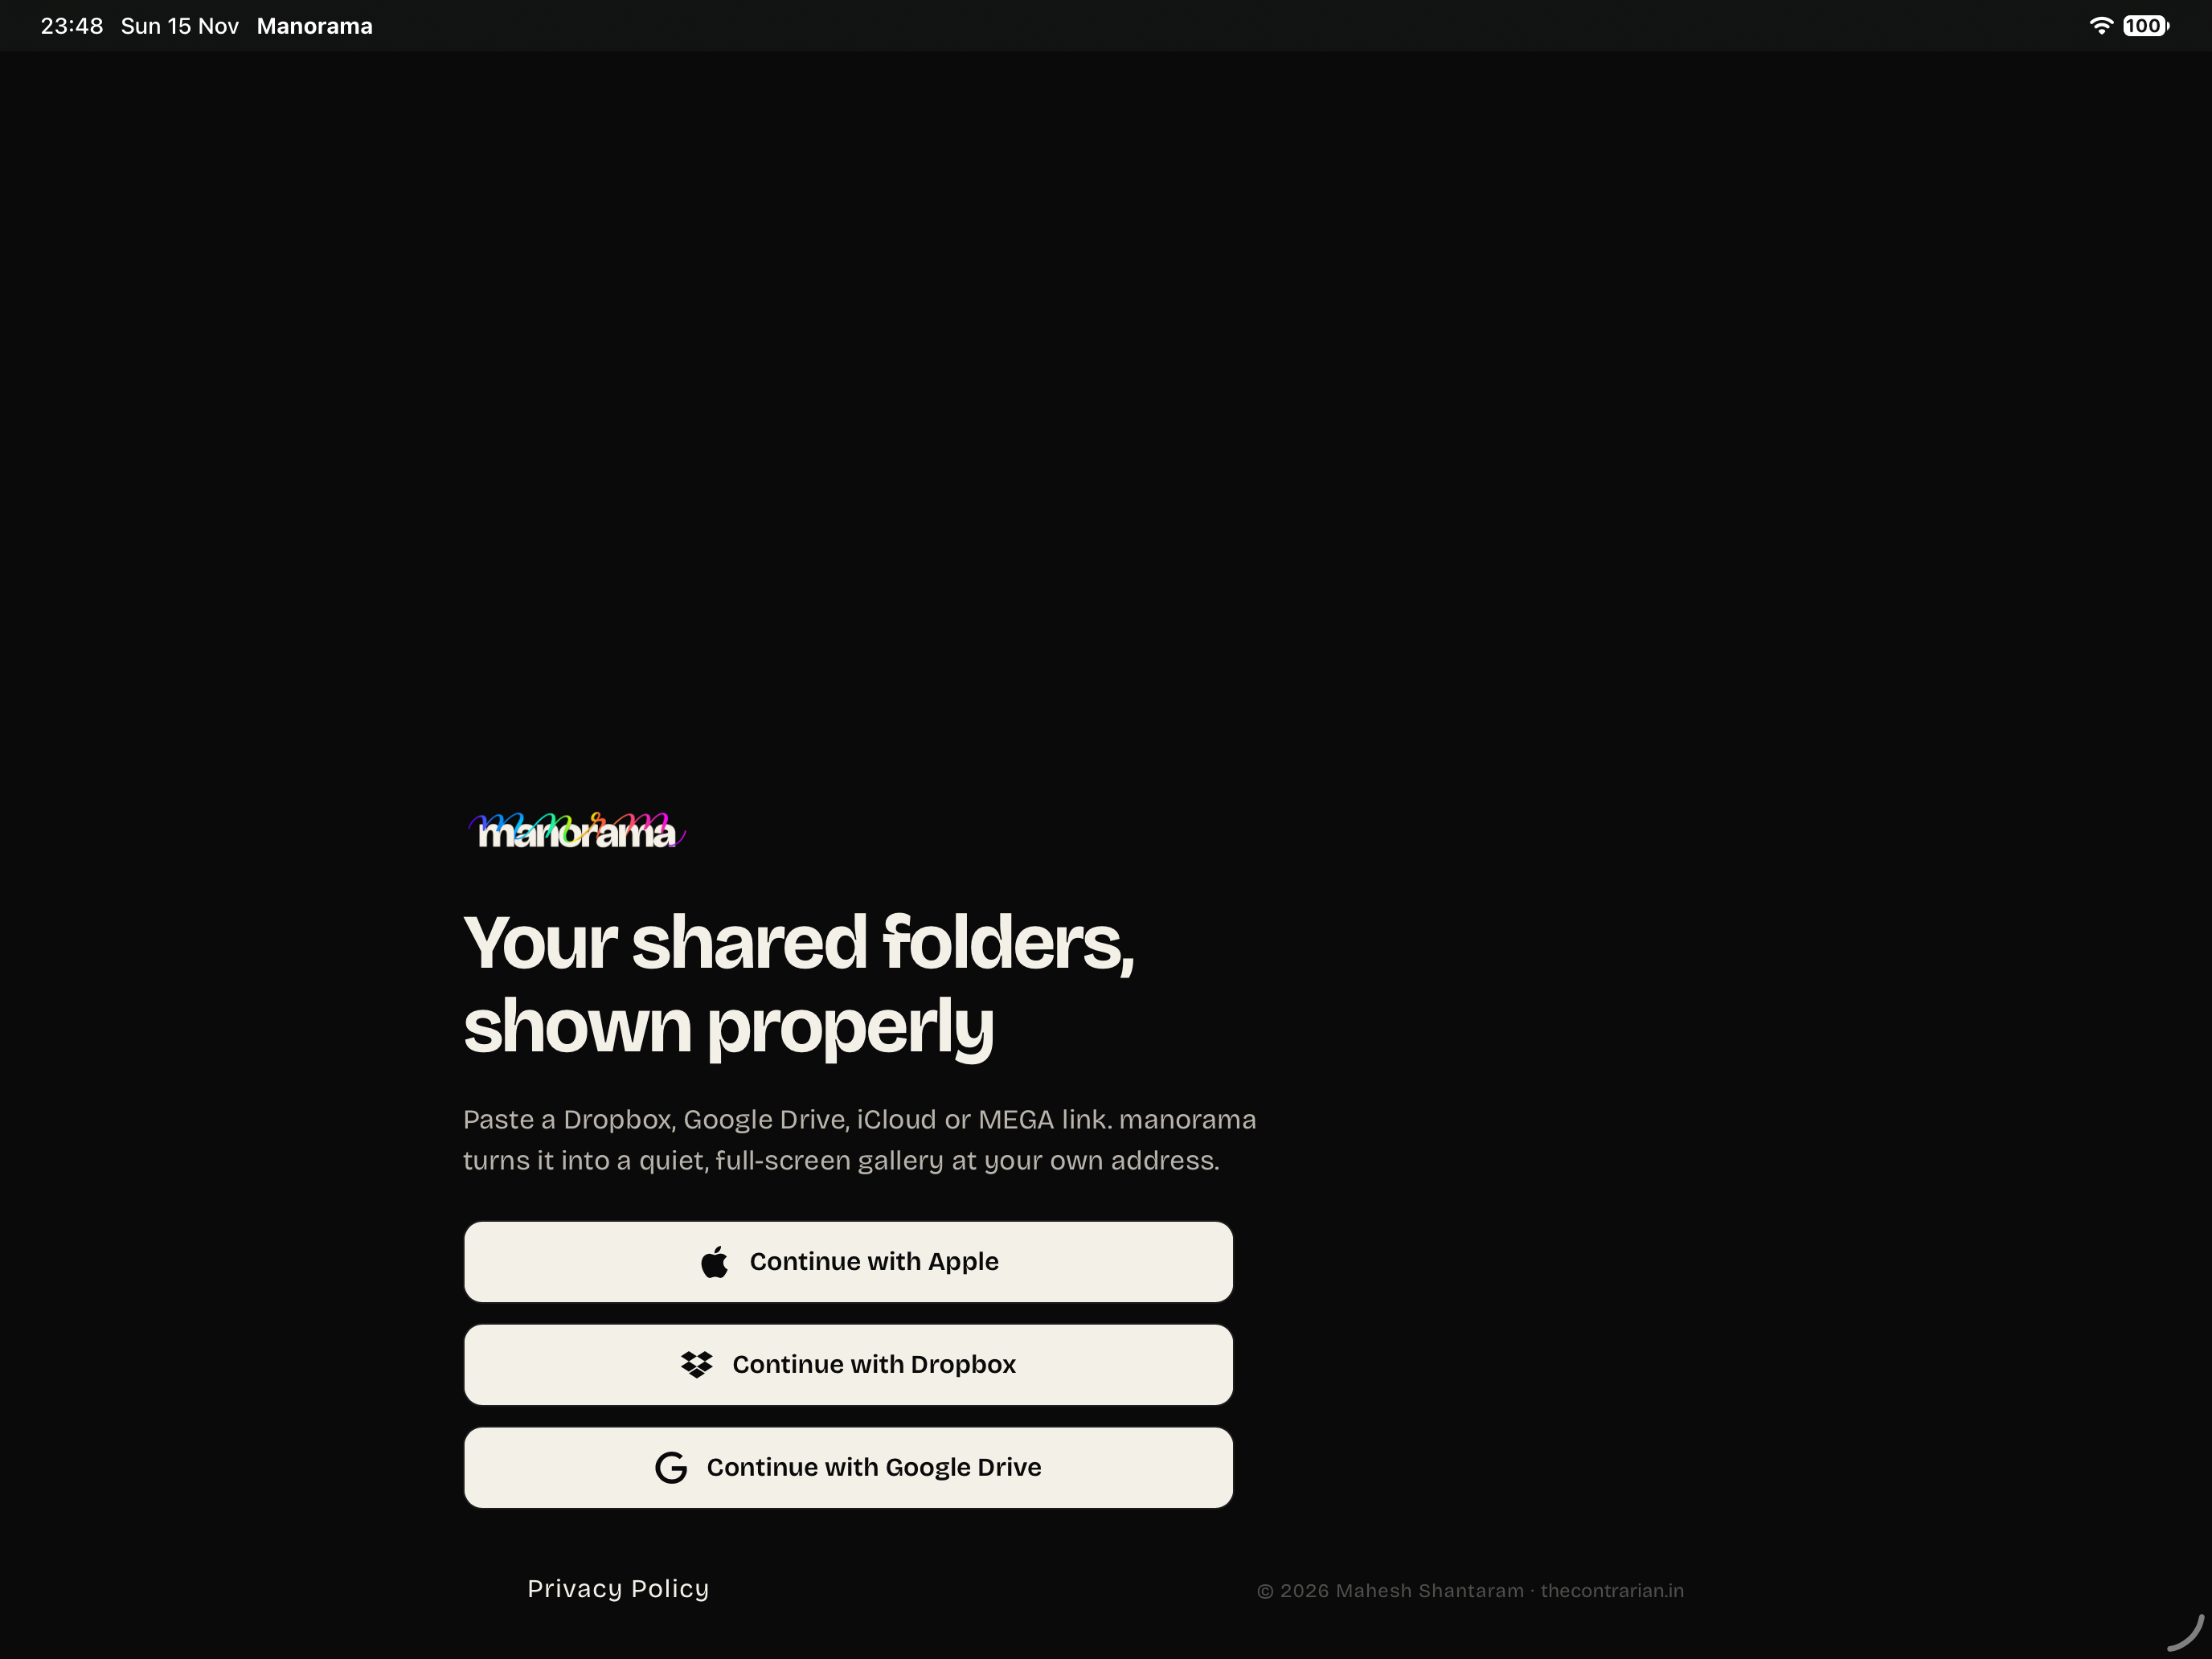 23:48 Sun 15 Nov Manorama
100
manorama
Your shared folders,
shown properly
Paste a Dropbox, Google Drive, iCloud or MEGA link. manorama
turns it into a quiet, full-screen gallery at your own address.
Continue with Apple
Continue with Dropbox
Continue with Google Drive
Privacy Policy
© 2026 Mahesh Shantaram · thecontrarian.in